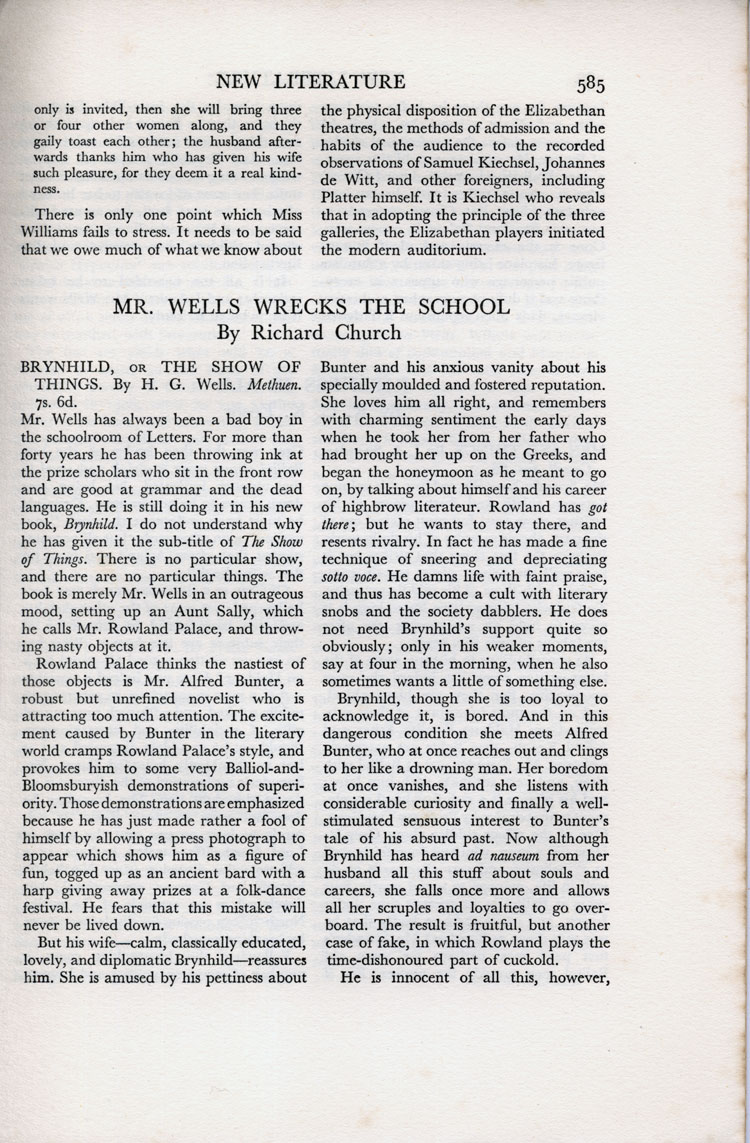 NEW LITERATURE 585
only is invited, then she will bring three
or four other women along, and they
gaily toast each other; the husband after-
wards thanks him who has given his wife
such pleasure, for they deem it a real kind-
ness.
There is only one point which Miss
Williams fails to stress. It needs to be said
that we owe much of what we know about
the physical disposition of the Elizabethan
theatres, the methods of admission and the
habits of the audience to the recorded
observations of Samuel Kiechsel, Johannes
de Witt, and other foreigners, including
Platter himself. It is Kiechsel who reveals
that in adopting the principle of the three
galleries, the Elizabethan players initiated
the modern auditorium.
MR. WELLS WRECKS THE SCHOOL
By Richard Church
BRYNHILD, OR THE SHOW OF
THINGS. By H. G. Wells. Methuen.
7s. 6d.
Mr. Wells has always been a bad boy in
the schoolroom of Letters. For more than
forty years he has been throwing ink at
the prize scholars who sit in the front row
and are good at grammar and the dead
languages. He is still doing it in his new
book, Brynhild. I do not understand why
he has given it the sub-title of The Show
of Things. There is no particular show,
and there are no particular things. The
book is merely Mr. Wells in an outrageous
mood, setting up an Aunt Sally, which
he calls Mr. Rowland Palace, and throw-
ing nasty objects at it.
Rowland Palace thinks the nastiest of
those objects is Mr. Alfred Bunter, a
robust but unrefined novelist who is
attracting too much attention. The excite-
ment caused by Bunter in the literary
world cramps Rowland Palace's style, and
provokes him to some very Balliol-and-
Bloomsburyish demonstrations of superi-
ority. Those demonstrations are emphasized
because he has just made rather a fool of
himself by allowing a press photograph to
appear which shows him as a figure of
fun, togged up as an ancient bard with a
harp giving away prizes at a folk-dance
festival. He fears that this mistake will
never be lived down.
But his wife—calm, classically educated,
lovely, and diplomatic Brynhild—reassures
him. She is amused by his pettiness about
Bunter and his anxious vanity about his
specially moulded and fostered reputation.
She loves him all right, and remembers
with charming sentiment the early days
when he took her from her father who
had brought her up on the Greeks, and
began the honeymoon as he meant to go
on, by talking about himself and his career
of highbrow literateur. Rowland has got
there; but he wants to stay there, and
resents rivalry. In fact he has made a fine
technique of sneering and depreciating
sotto voce. He damns life with faint praise,
and thus has become a cult with literary
snobs and the society dabblers. He does
not need Brynhild's support quite so
obviously; only in his weaker moments,
say at four in the morning, when he also
sometimes wants a little of something else.
Brynhild, though she is too loyal to
acknowledge it, is bored. And in this
dangerous condition she meets Alfred
Bunter, who at once reaches out and clings
to her like a drowning man. Her boredom
at once vanishes, and she listens with
considerable curiosity and finally a well-
stimulated sensuous interest to Bunter's
tale of his absurd past. Now although
Brynhild has heard ad nauseum from her
husband all this stuff about souls and
careers, she falls once more and allows
all her scruples and loyalties to go over-
board. The result is fruitful, but another
case of fake, in which Rowland plays the
time-dishonoured part of cuckold.
He is innocent of all this, however,